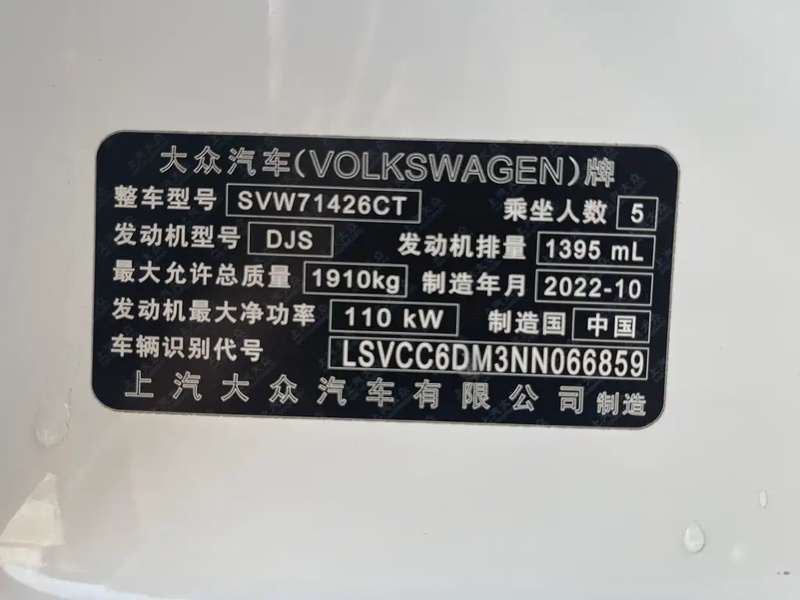 大众汽车(VOLKSWAGEN)牌
整车型号 SVW71426CT 乘坐人数 5
发动机型号 DJS 发动机排量 1395 mL
最大允许总质量 1910kg 制造年月 2022-10
发动机最大净功率 110 kW 制造国 中国
车辆识别代号 LSVCC6DM3NN066859
上汽大众汽车有限公司 制造